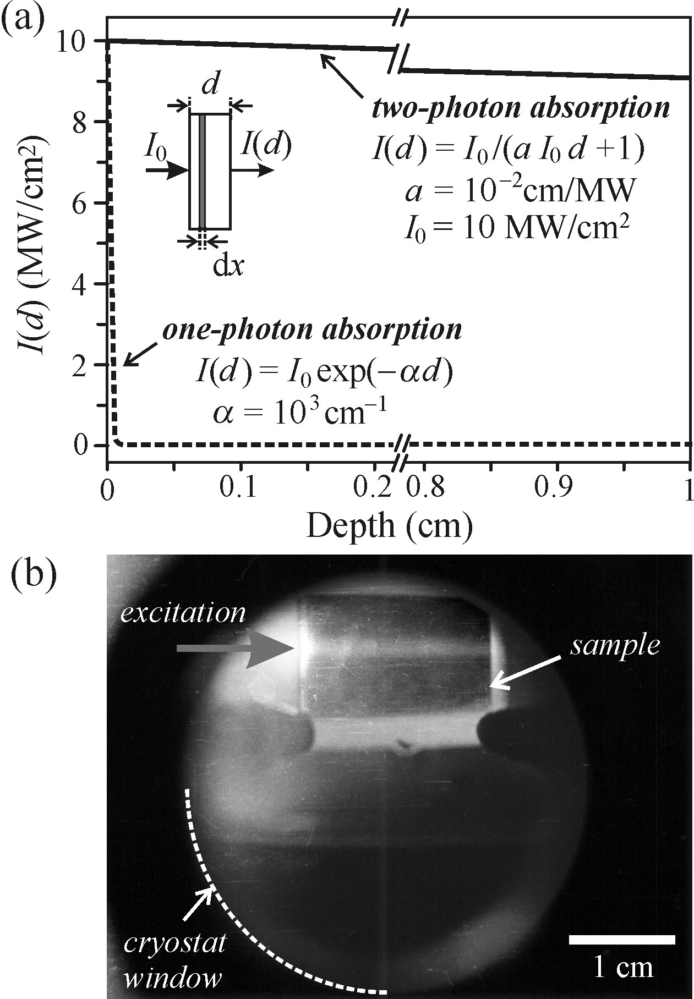 (a)
10
8
6
4
2
0
I(d) (MW/cm²)
d
I₀
I(d)
dx
two-photon absorption
I(d) = I₀/(a I₀ d +1)
a = 10⁻²cm/MW
I₀ = 10 MW/cm²
one-photon absorption
I(d) = I₀ exp(−αd)
α = 10³ cm⁻¹
0 0.1 0.2 0.8 0.9 1
Depth (cm)
(b)
excitation
sample
cryostat
window
1 cm